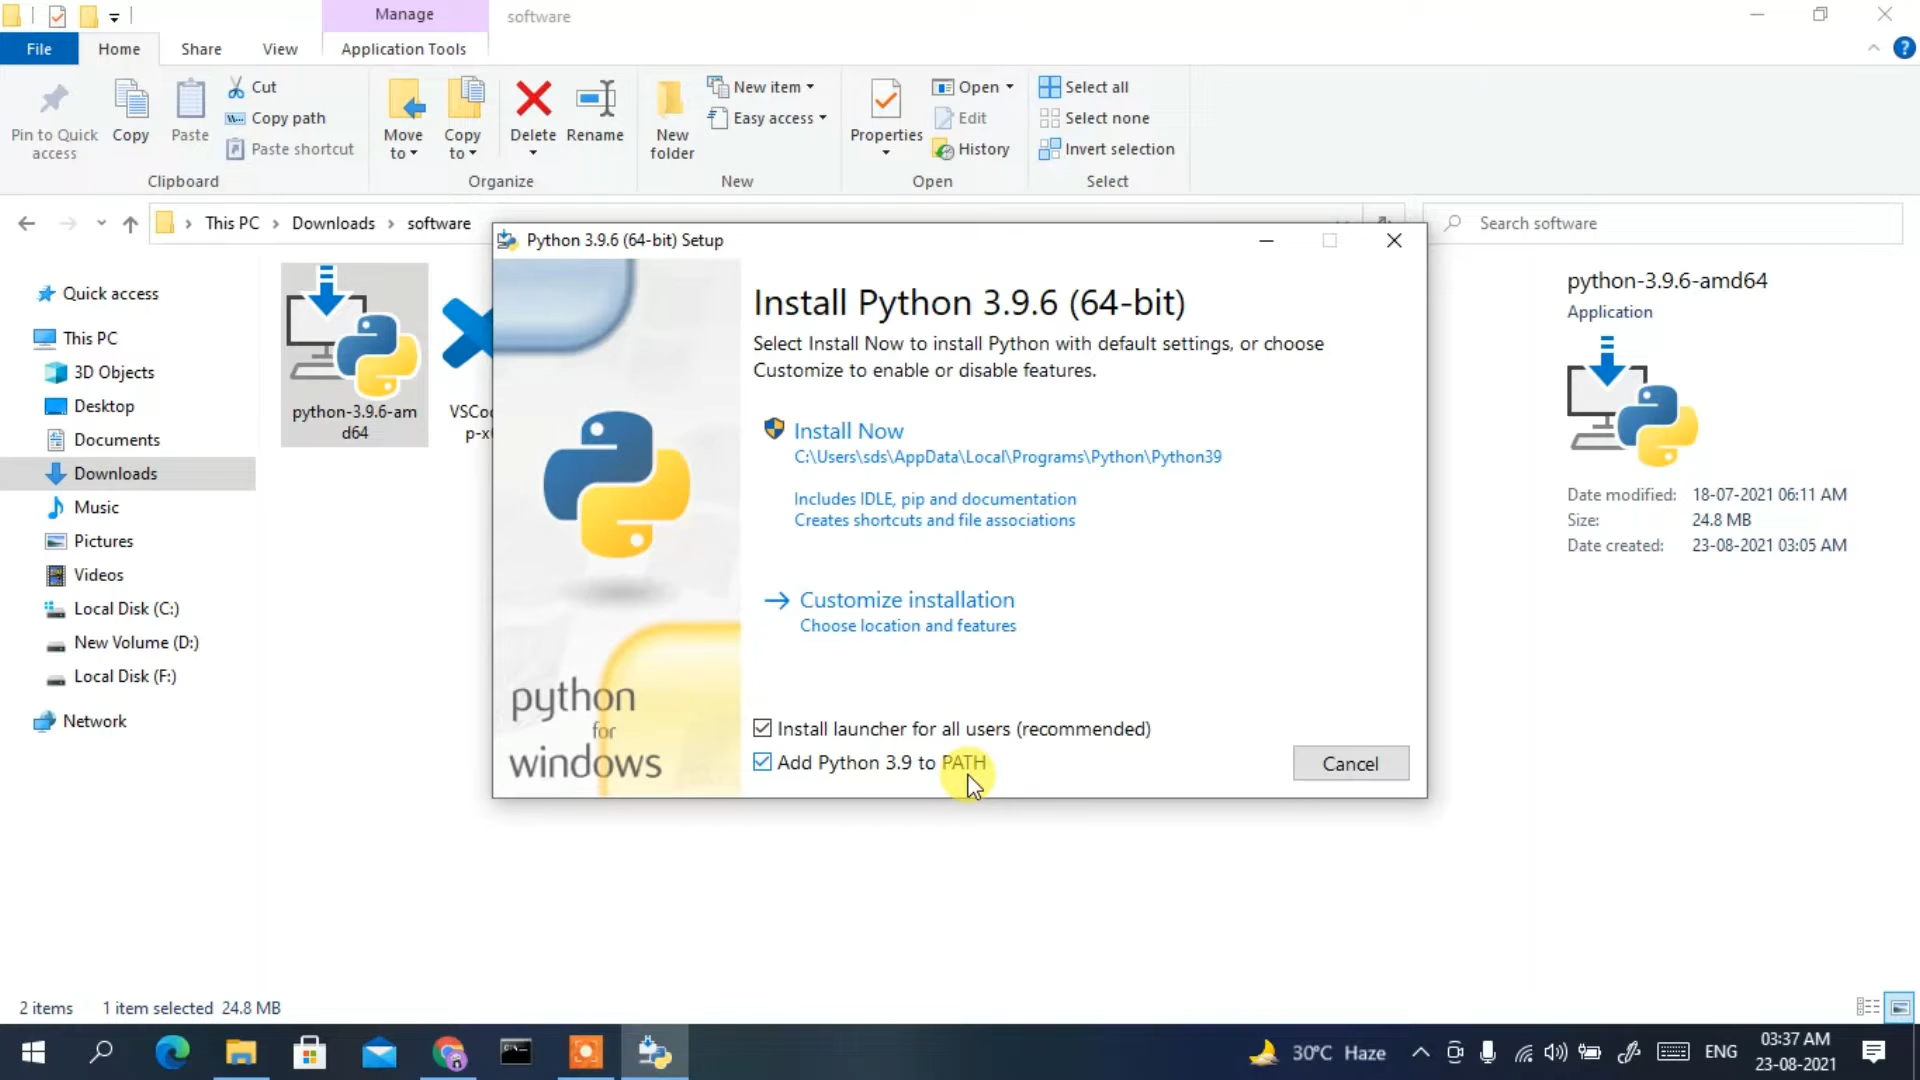 Manage
software
File
Home
Share
View
Application Tools
Pin to Quick
access
Copy
Paste
Cut
Copy path
Paste shortcut
Clipboard
Move
to
Copy
to
Delete
Rename
Organize
New
folder
New item
Easy access
New
Properties
Open
Edit
History
Open
Select all
Select none
Invert selection
Select
This PC
Downloads
software
Search software
Quick access
This PC
3D Objects
Desktop
Documents
Downloads
Music
Pictures
Videos
Local Disk (C:)
New Volume (D:)
Local Disk (F:)
Network
python-3.9.6-am
d64
VSCo
p-x
Python 3.9.6 (64-bit) Setup
Install Python 3.9.6 (64-bit)
Select Install Now to install Python with default settings, or choose
Customize to enable or disable features.
Install Now
C:\Users\sds\AppData\Local\Programs\Python\Python39
Includes IDLE, pip and documentation
Creates shortcuts and file associations
Customize installation
Choose location and features
Install launcher for all users (recommended)
Add Python 3.9 to PATH
Cancel
python
for
windows
python-3.9.6-amd64
Application
Date modified: 18-07-2021 06:11 AM
Size: 24.8 MB
Date created: 23-08-2021 03:05 AM
2 items
1 item selected 24.8 MB
30°C Haze
ENG
03:37 AM
23-08-2021